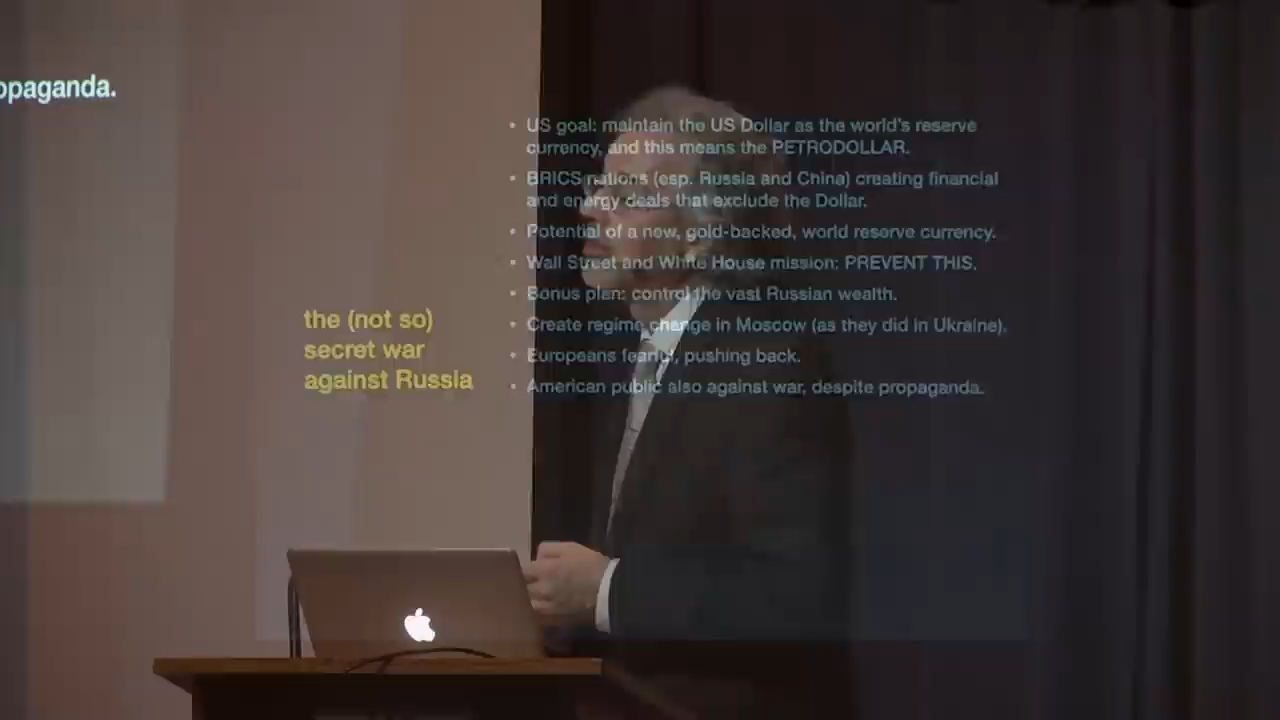 opaganda.
the (not so)
secret war
against Russia
• US goal: maintain the US Dollar as the world's reserve
currency, and this means the PETRODOLLAR.
• BRICS nations (esp. Russia and China) creating financial
and energy deals that exclude the Dollar.
• Potential of a new, gold-backed, world reserve currency.
• Wall Street and White House mission: PREVENT THIS.
• Bonus plan: control the vast Russian wealth.
• Create regime change in Moscow (as they did in Ukraine).
• Europeans fearful, pushing back.
• American public also against war, despite propaganda.